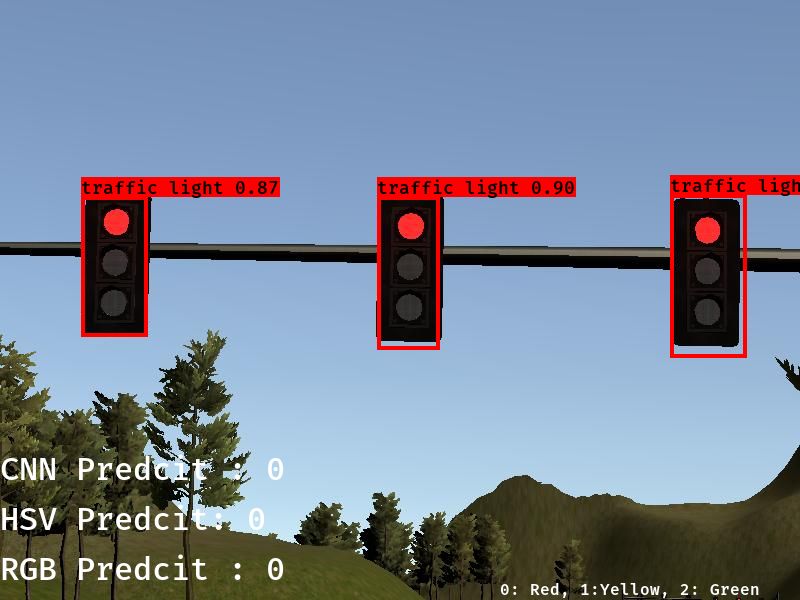 traffic light 0.87
traffic light 0.90
traffic ligh
CNN Predcit : 0
HSV Predcit: 0
RGB Predcit : 0
0: Red, 1:Yellow, 2: Green